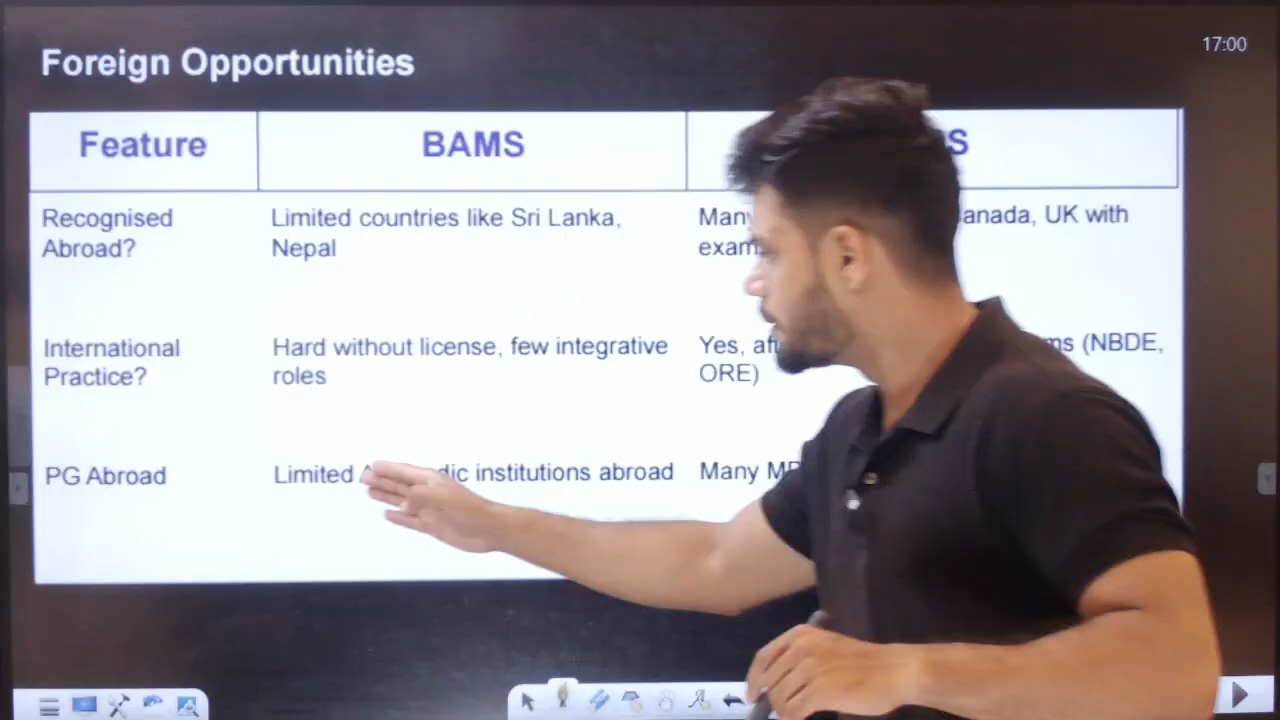 Foreign Opportunities
17:00
Feature
BAMS
S
Recognised
Abroad?
Limited countries like Sri Lanka,
Nepal
Many anada, UK with
exam
International
Practice?
Hard without license, few integrative
roles
Yes, aft ms (NBDE,
ORE)
PG Abroad
Limited dic institutions abroad
Many